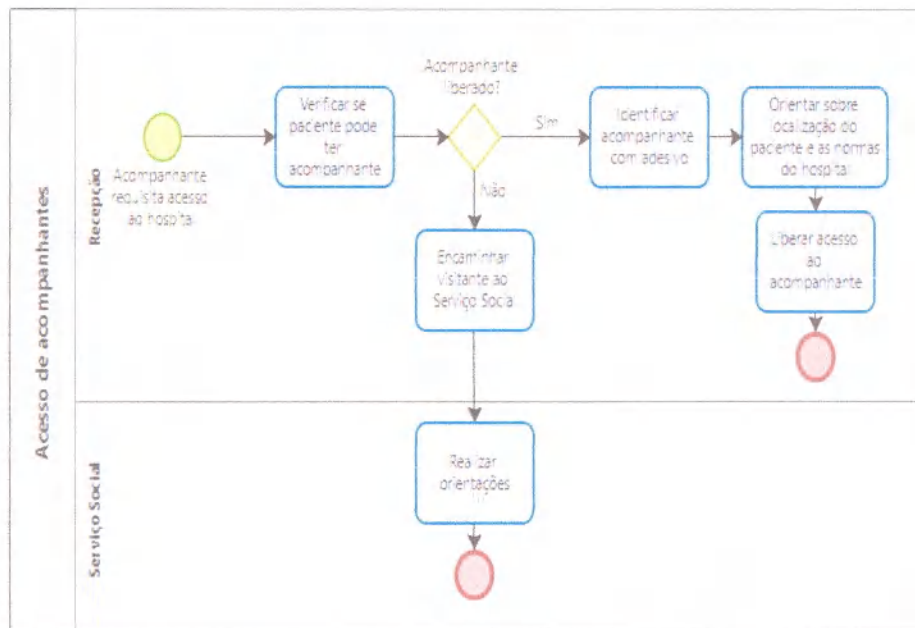 Acesso de acompanhantes
Recepção
Acompanhante
requisita acesso
ao hospital
Verificar se
paciente pode
ter
acompanhante
Acompanhante
liberado?
Sim
Identificar
acompanhante
com adesivo
Orientar sobre
localização do
paciente e as normas
do hospital
Liberar acesso
ao
acompanhante
Não
Encaminhar
visitante ao
Serviço Social
Serviço Social
Realizar
orientações